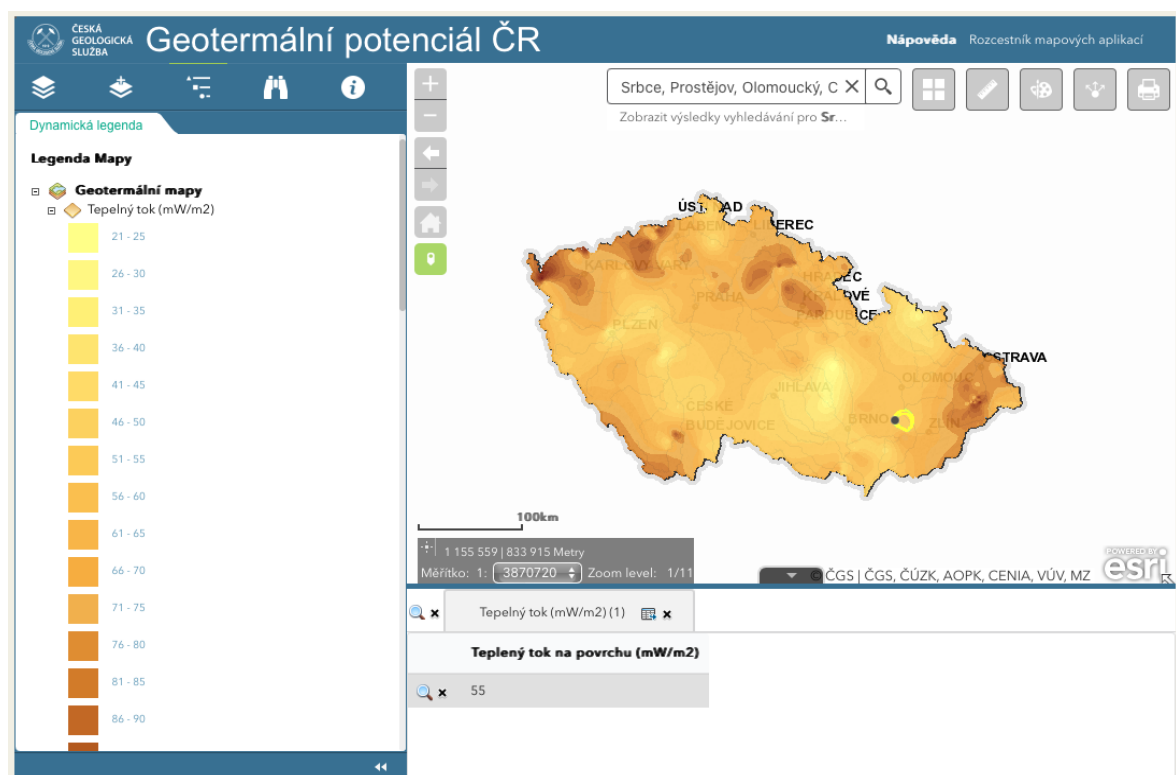 ČESKÁ
GEOLOGICKÁ
SLUŽBA
Geotermální potenciál ČR
Nápověda Rozcestník mapových aplikací
Dynamická legenda
Legenda Mapy
Geotermální mapy
Tepelný tok (mW/m2)
21 - 25
26 - 30
31 - 35
36 - 40
41 - 45
46 - 50
51 - 55
56 - 60
61 - 65
66 - 70
71 - 75
76 - 80
81 - 85
86 - 90
Srbce, Prostějov, Olomoucký, C
Zobrazit výsledky vyhledávání pro Sr...
LABEM
LIBEREC
KARLOVY VARY
HRADEC
KRÁLOVÉ
PRAHA
PARDUBICE
PLZEŇ
OSTRAVA
OLOMOUC
JIHLAVA
ČESKÉ
BUDĚJOVICE
BRNO
ZLÍN
100km
1 155 559 | 833 915 Metry
Měřítko: 1: 3870720 Zoom level: 1/11
ČGS | ČGS, ČÚZK, AOPK, CENIA, VÚV, MZ
POWERED BY
esri
Tepelný tok (mW/m2) (1)
Teplený tok na povrchu (mW/m2)
55